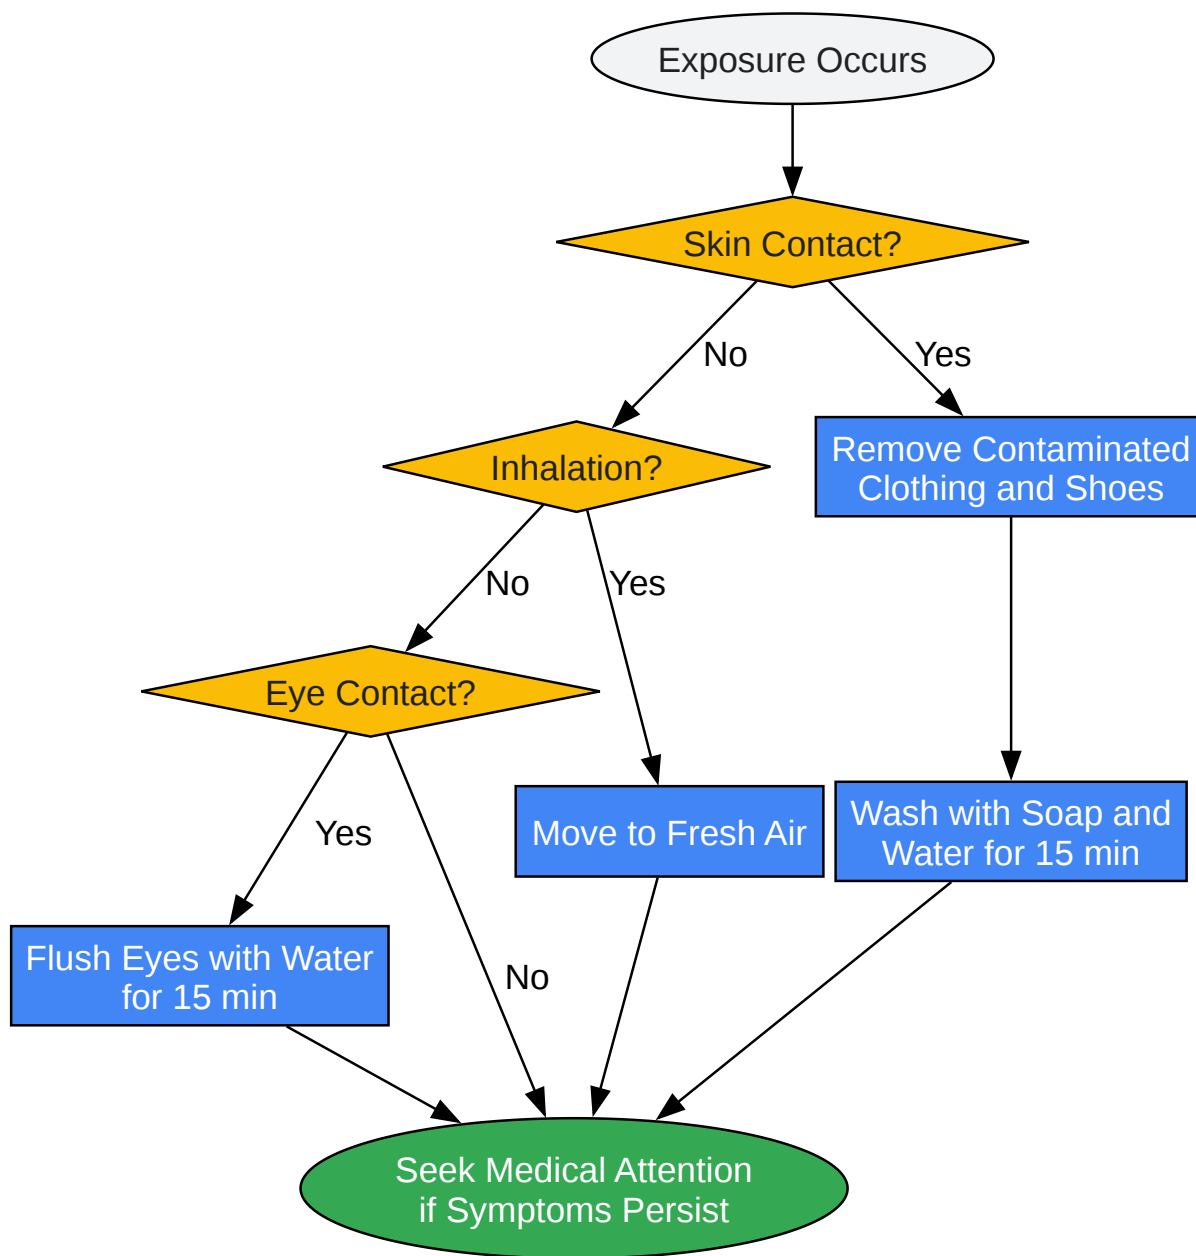 Exposure Occurs
Skin Contact?
No
Yes
Remove Contaminated
Clothing and Shoes
Inhalation?
No
Yes
Eye Contact?
Yes
No
Move to Fresh Air
Wash with Soap and
Water for 15 min
Flush Eyes with Water
for 15 min
Seek Medical Attention
if Symptoms Persist